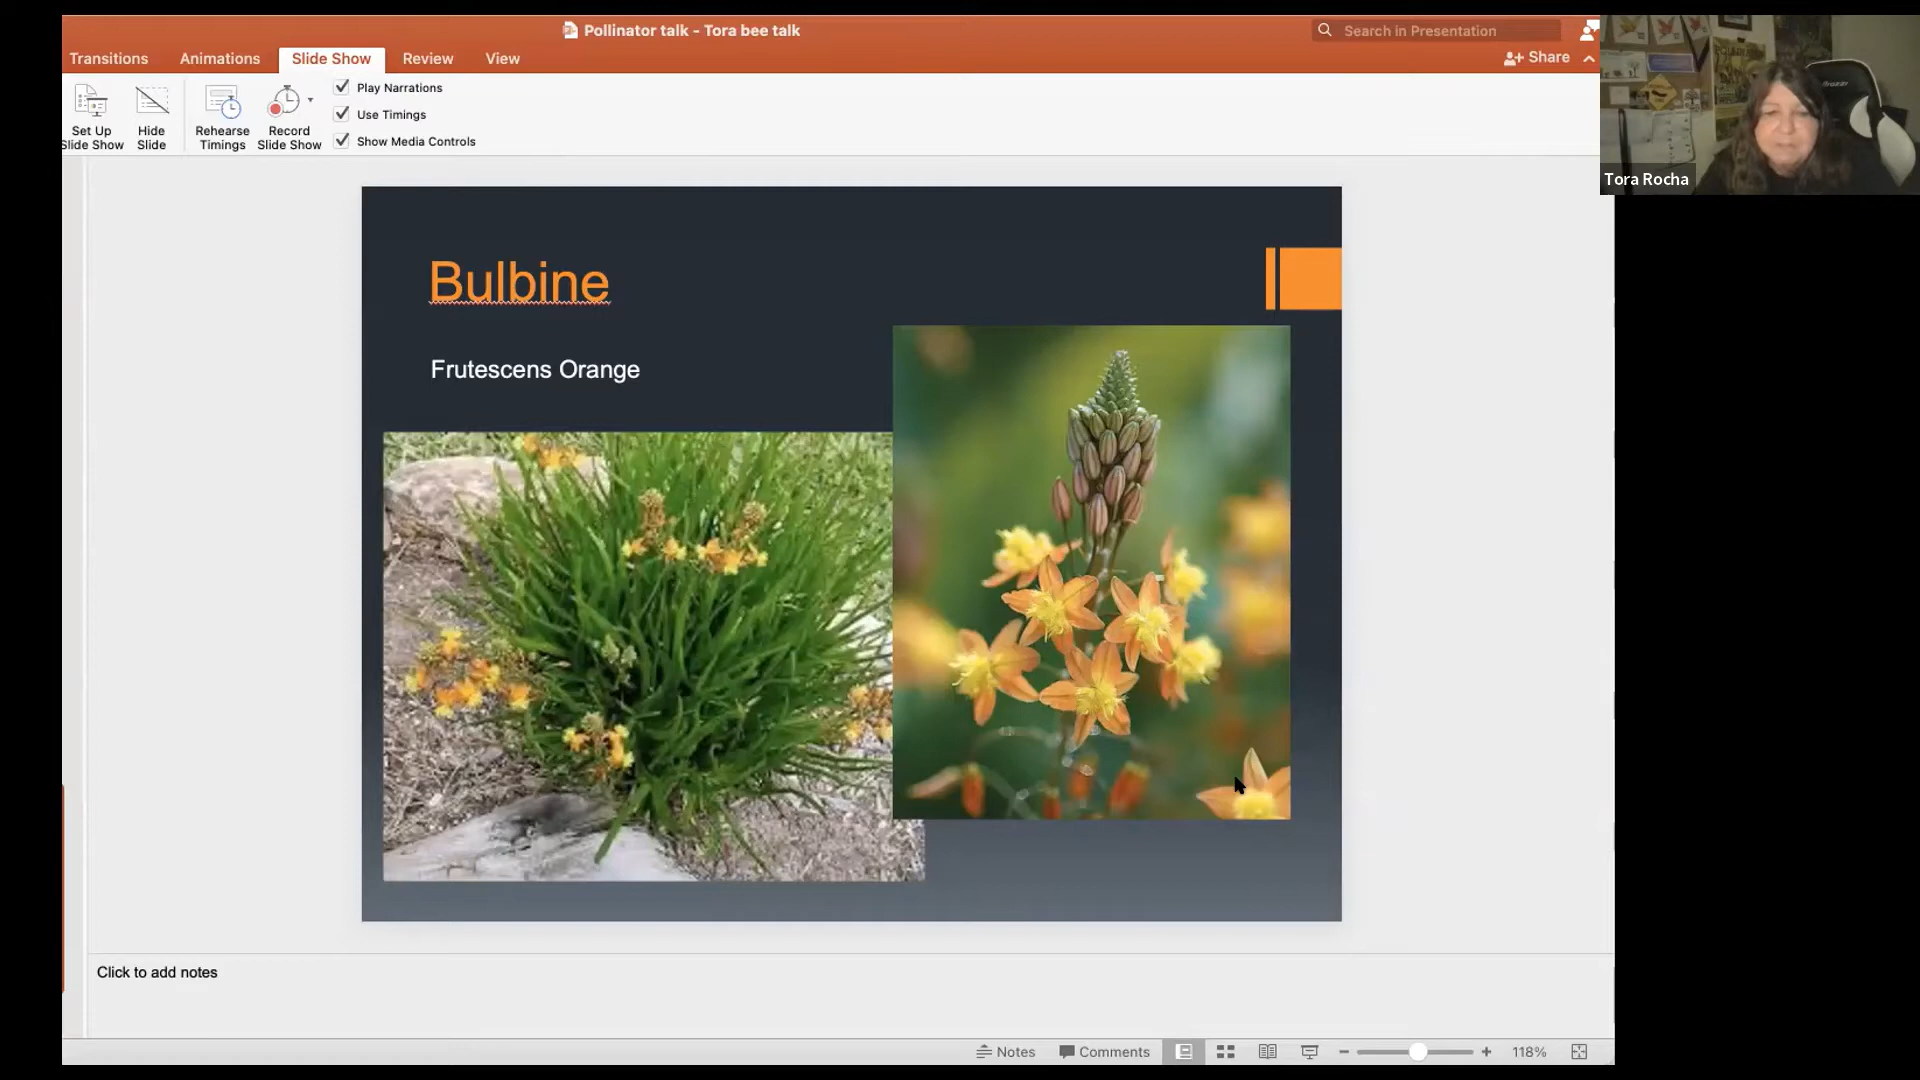 Pollinator talk - Tora bee talk
Search in Presentation
Transitions
Animations
Slide Show
Review
View
Share
Set Up
Slide Show
Hide
Slide
Rehearse
Timings
Record
Slide Show
Play Narrations
Use Timings
Show Media Controls
Tora Rocha
Bulbine
Frutescens Orange
Click to add notes
Notes
Comments
118%